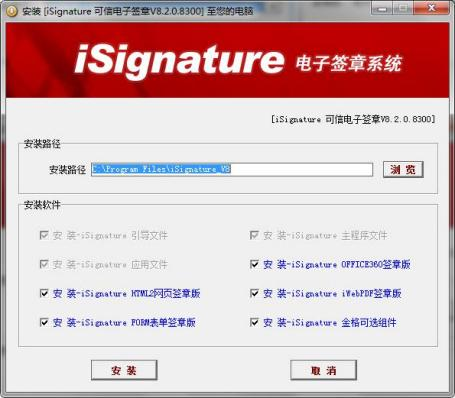 安装 [iSignature 可信电子签章V8.2.0.8300] 至您的电脑
iSignature 电子签章系统
[iSignature 可信电子签章V8.2.0.8300]
安装路径
安装路径 C:\Program Files\iSignature_V8 浏 览
安装软件
安 装-iSignature 引导文件
安 装-iSignature 主程序文件
安 装-iSignature 应用文件
安 装-iSignature OFFICE360签章版
安 装-iSignature HTML2网页签章版
安 装-iSignature iWebPDF签章版
安 装-iSignature FORM表单签章版
安 装-iSignature 金格可选组件
安 装
取 消